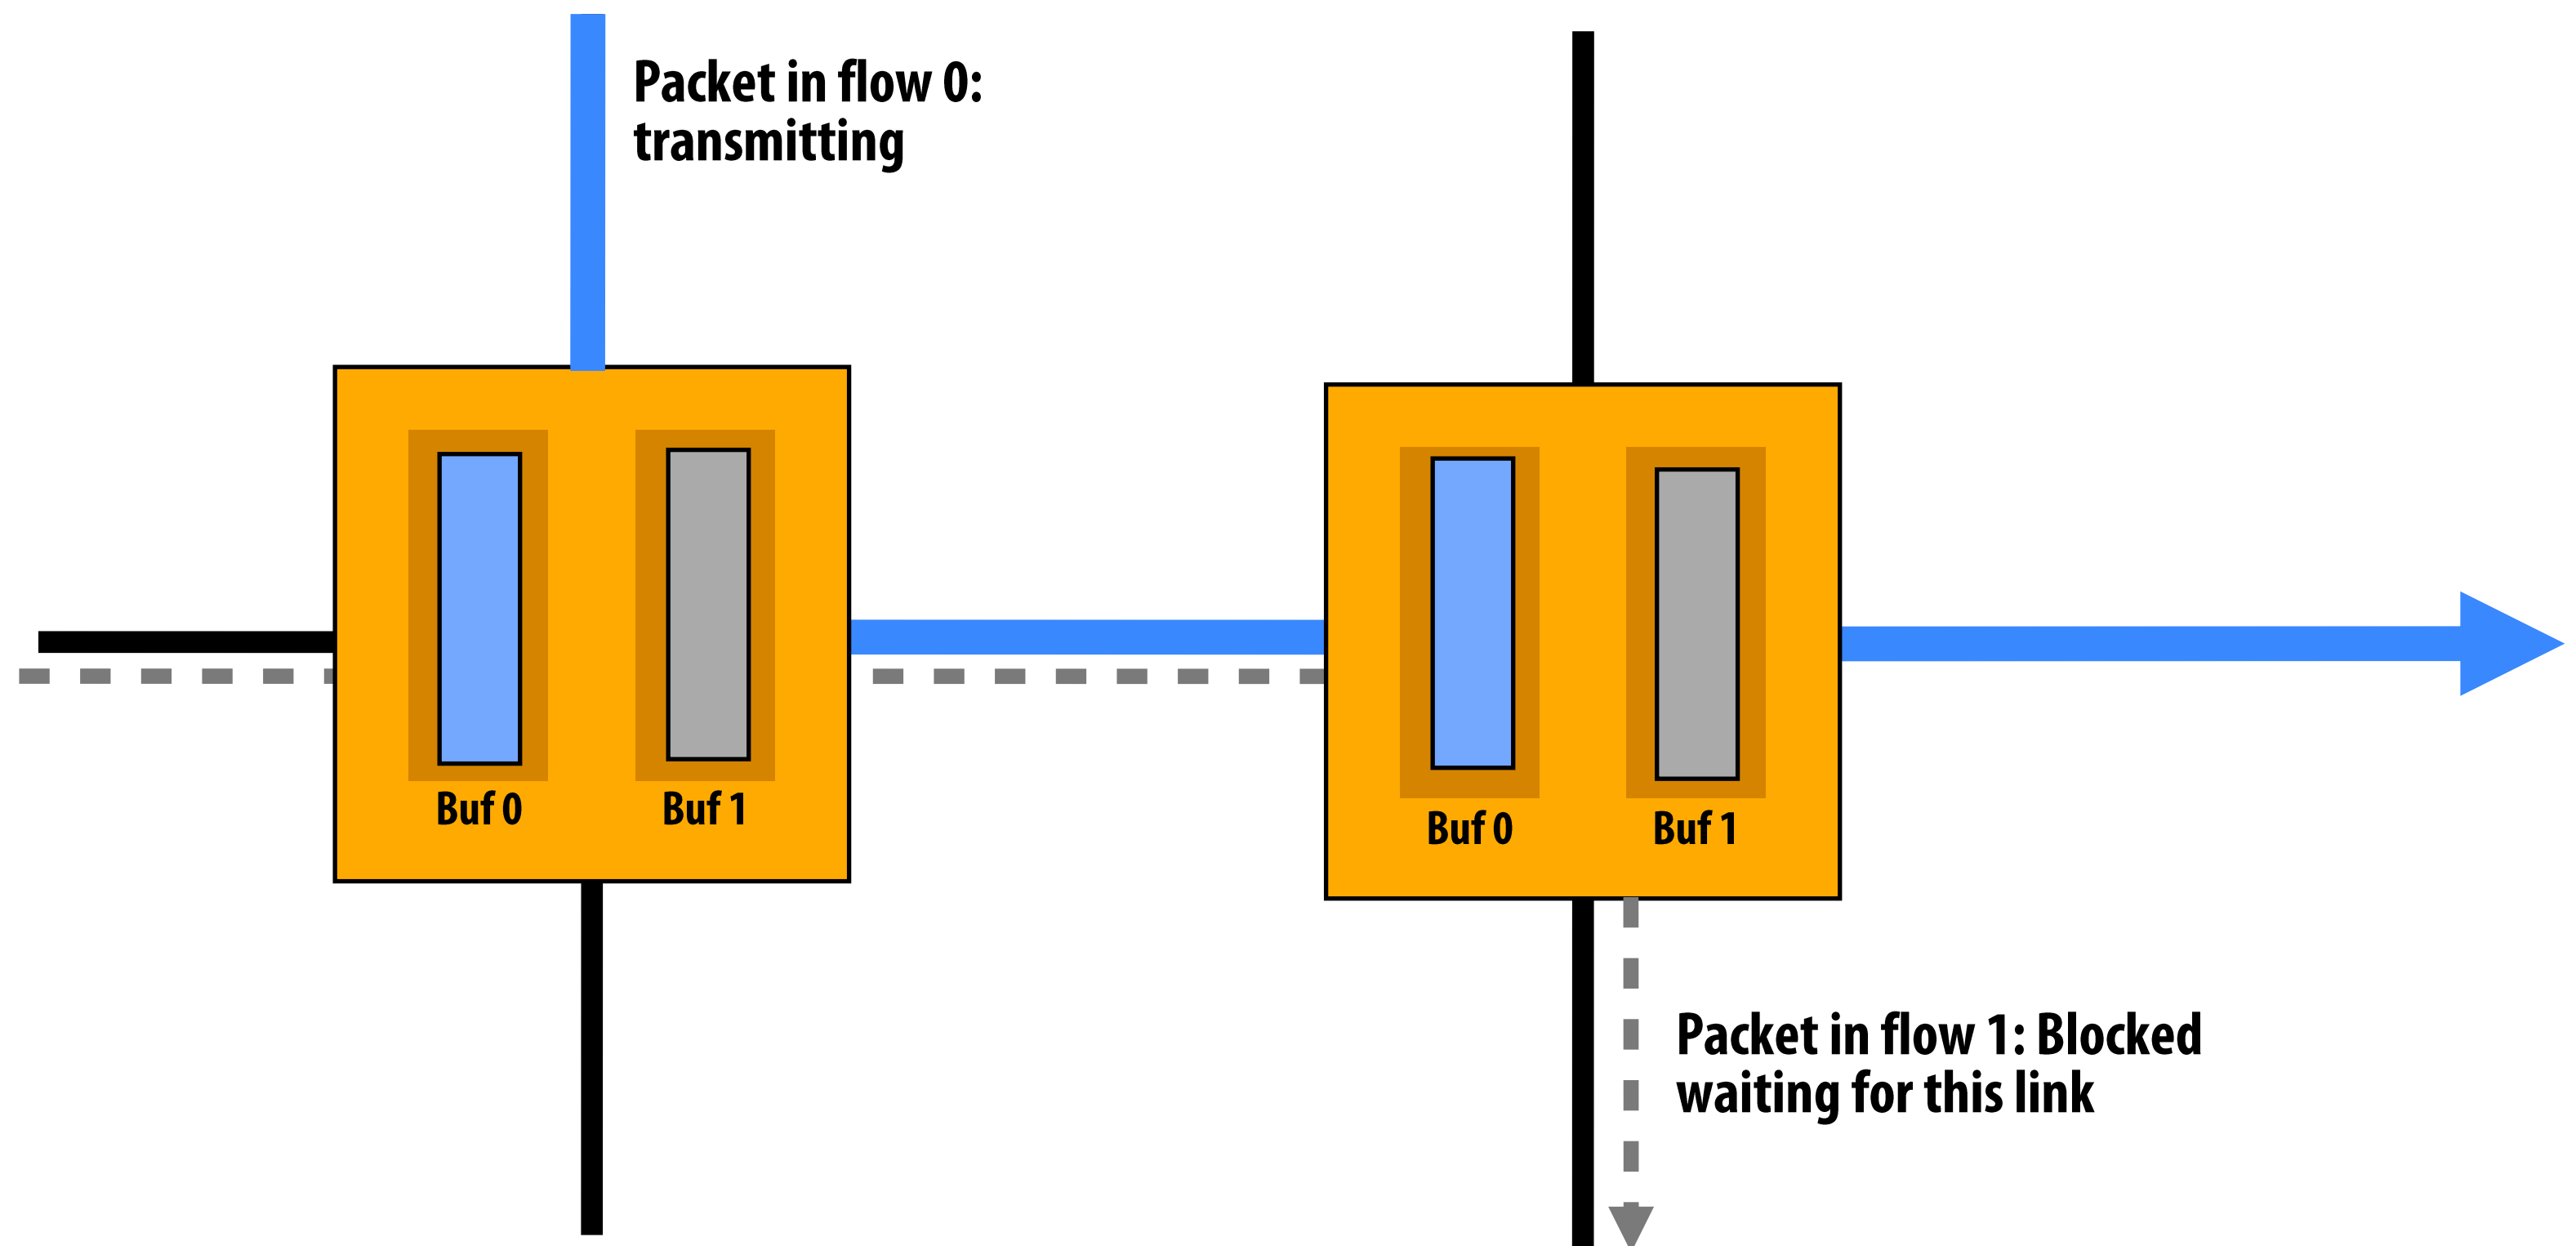 Packet in flow 0:
transmitting
Buf 0
Buf 1
Buf 0
Buf 1
Packet in flow 1: Blocked
waiting for this link